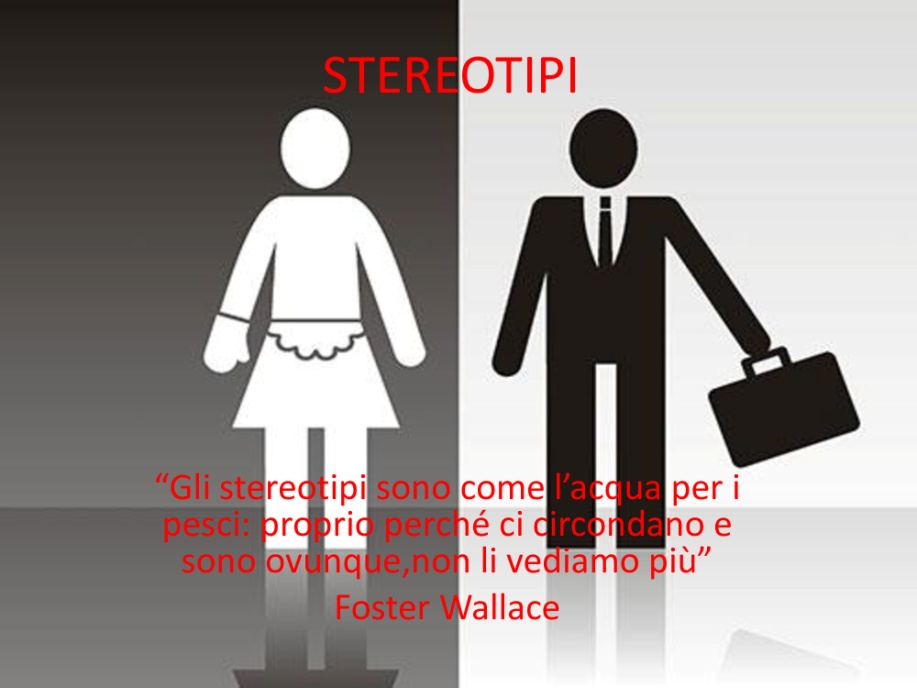 STEREOTIPI
“Gli stereotipi sono come l’acqua per i
pesci: proprio perché ci circondano e
sono ovunque,non li vediamo più”
Foster Wallace